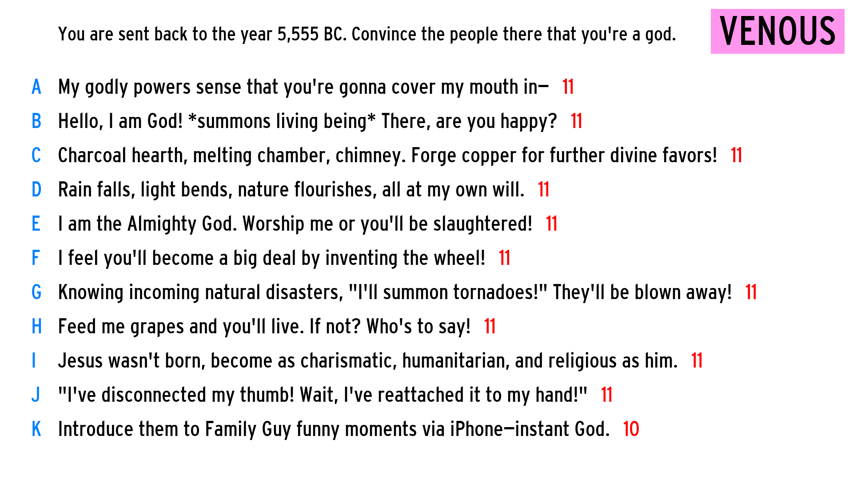 You are sent back to the year 5,555 BC. Convince the people there that you're a god.
VENOUS
A My godly powers sense that you're gonna cover my mouth in— 11
B Hello, I am God! *summons living being* There, are you happy? 11
C Charcoal hearth, melting chamber, chimney. Forge copper for further divine favors! 11
D Rain falls, light bends, nature flourishes, all at my own will. 11
E I am the Almighty God. Worship me or you'll be slaughtered! 11
F I feel you'll become a big deal by inventing the wheel! 11
G Knowing incoming natural disasters, "I'll summon tornadoes!" They'll be blown away! 11
H Feed me grapes and you'll live. If not? Who's to say! 11
I Jesus wasn't born, become as charismatic, humanitarian, and religious as him. 11
J "I've disconnected my thumb! Wait, I've reattached it to my hand!" 11
K Introduce them to Family Guy funny moments via iPhone—instant God. 10